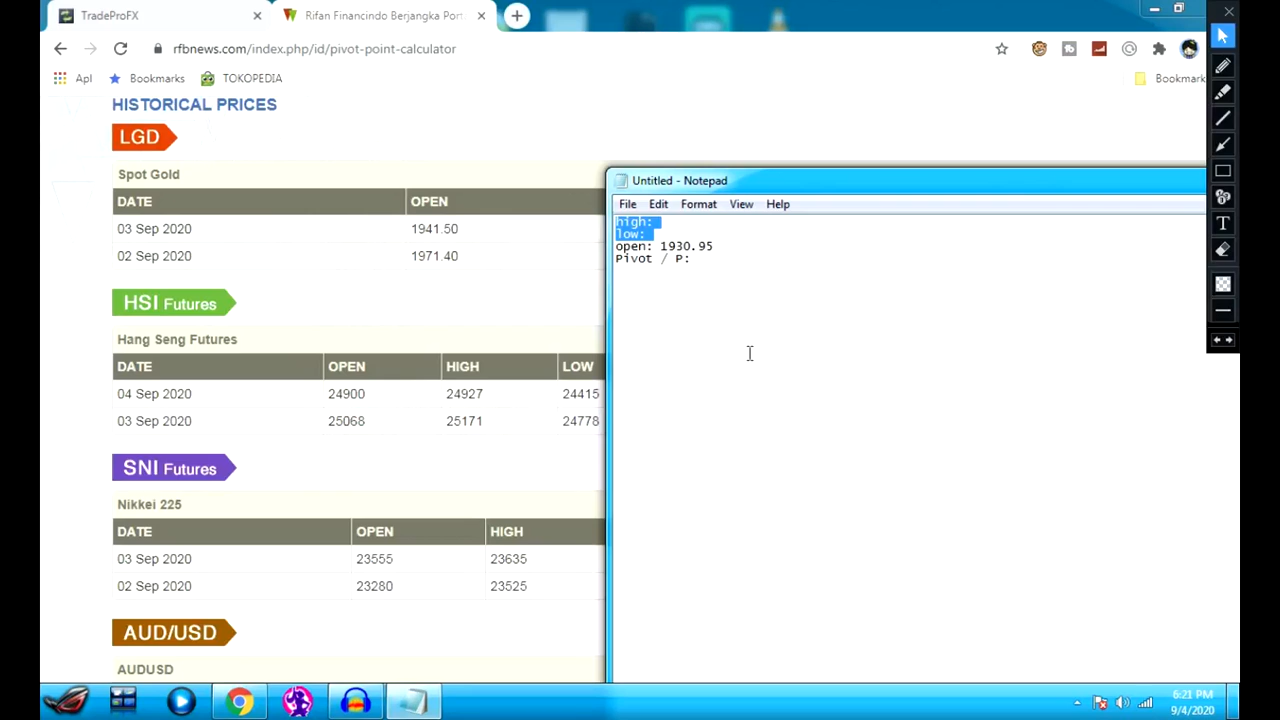 TradeProFX
Rifan Financindo Berjangka Port
rfbnews.com/index.php/id/pivot-point-calculator
Apl Bookmarks TOKOPEDIA Bookmark
HISTORICAL PRICES
LGD
Spot Gold
DATE OPEN
03 Sep 2020 1941.50
02 Sep 2020 1971.40
HSI Futures
Hang Seng Futures
DATE OPEN HIGH LOW
04 Sep 2020 24900 24927 24415
03 Sep 2020 25068 25171 24778
SNI Futures
Nikkei 225
DATE OPEN HIGH
03 Sep 2020 23555 23635
02 Sep 2020 23280 23525
AUD/USD
AUDUSD
Untitled - Notepad
File Edit Format View Help
high:
low:
open: 1930.95
Pivot / P:
T
6:21 PM
9/4/2020